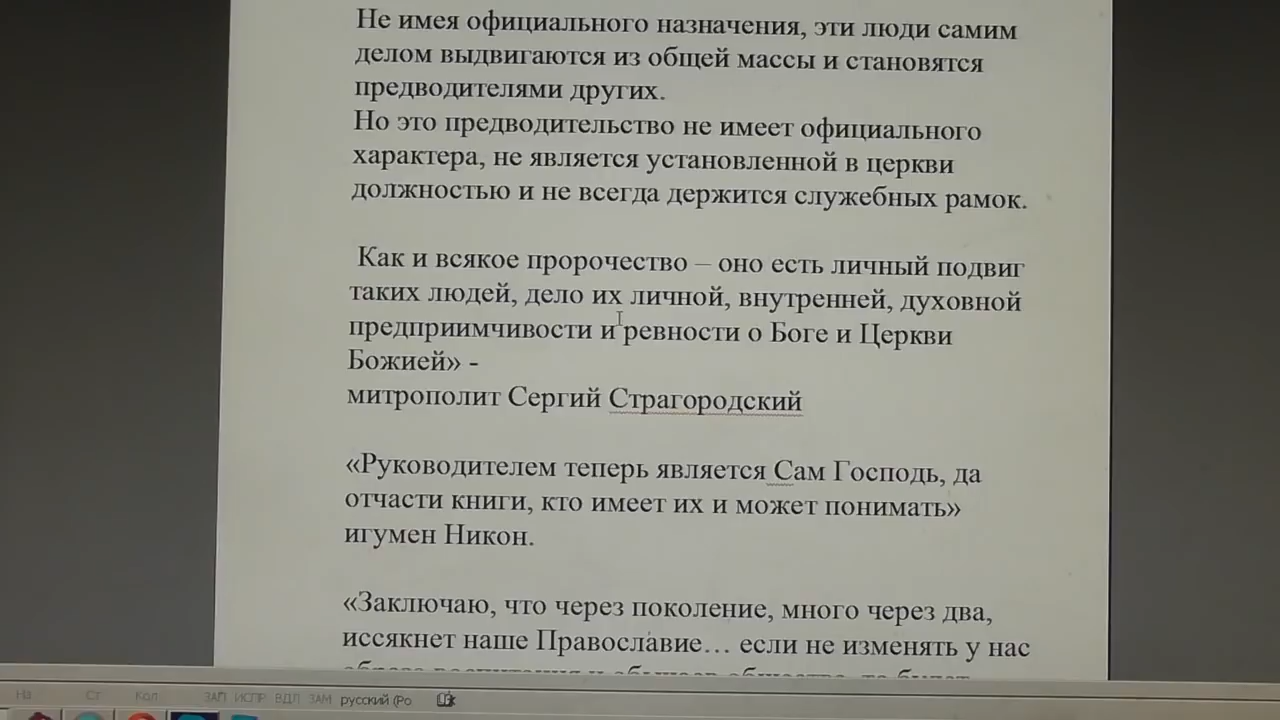 Не имея официального назначения, эти люди самим
делом выдвигаются из общей массы и становятся
предводителями других.
Но это предводительство не имеет официального
характера, не является установленной в церкви
должностью и не всегда держится служебных рамок.
Как и всякое пророчество – оно есть личный подвиг
таких людей, дело их личной, внутренней, духовной
предприимчивости и ревности о Боге и Церкви
Божией» -
митрополит Сергий Страгородский
«Руководителем теперь является Сам Господь, да
отчасти книги, кто имеет их и может понимать»
игумен Никон.
«Заключаю, что через поколение, много через два,
иссякнет наше Православие… если не изменять у нас
На Ст Кол ЗАП ИСПР ВДЛ ЗАМ русский (Ро